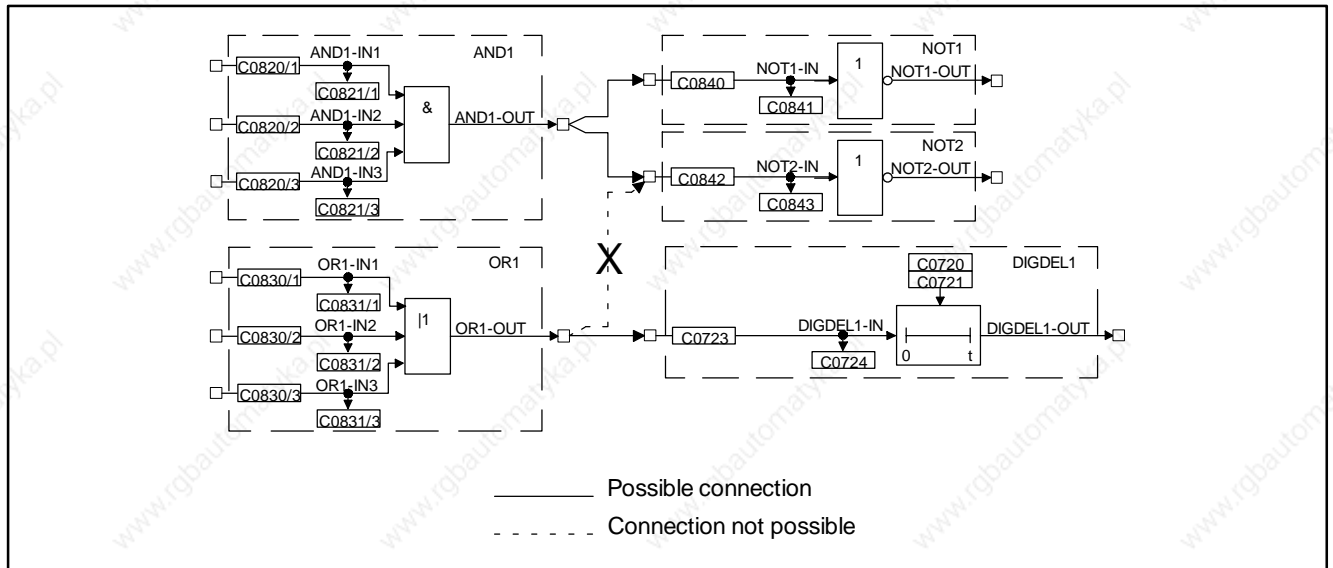 AND1
C0820/1
AND1-IN1
C0821/1
C0820/2
AND1-IN2
C0821/2
C0820/3
AND1-IN3
C0821/3
&
AND1-OUT
NOT1
C0840
NOT1-IN
C0841
1
NOT1-OUT
NOT2
C0842
NOT2-IN
C0843
1
NOT2-OUT
OR1
C0830/1
OR1-IN1
C0831/1
C0830/2
OR1-IN2
C0831/2
C0830/3
OR1-IN3
C0831/3
|1
OR1-OUT
X
DIGDEL1
C0720
C0721
C0723
DIGDEL1-IN
C0724
0 t
DIGDEL1-OUT
Possible connection
Connection not possible
www.rgbautomatyka.pl